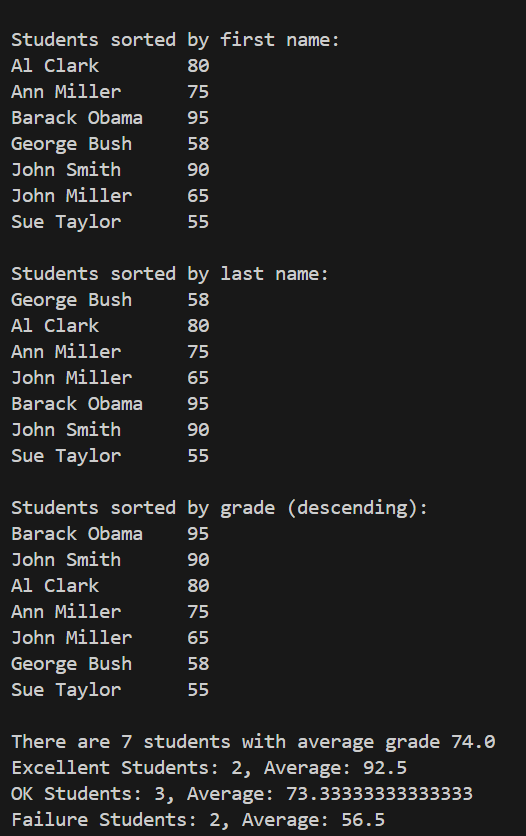 Students sorted by first name:
Al Clark        80
Ann Miller      75
Barack Obama    95
George Bush     58
John Smith      90
John Miller     65
Sue Taylor      55

Students sorted by last name:
George Bush     58
Al Clark        80
Ann Miller      75
John Miller     65
Barack Obama    95
John Smith      90
Sue Taylor      55

Students sorted by grade (descending):
Barack Obama    95
John Smith      90
Al Clark        80
Ann Miller      75
John Miller     65
George Bush     58
Sue Taylor      55

There are 7 students with average grade 74.0
Excellent Students: 2, Average: 92.5
OK Students: 3, Average: 73.33333333333333
Failure Students: 2, Average: 56.5